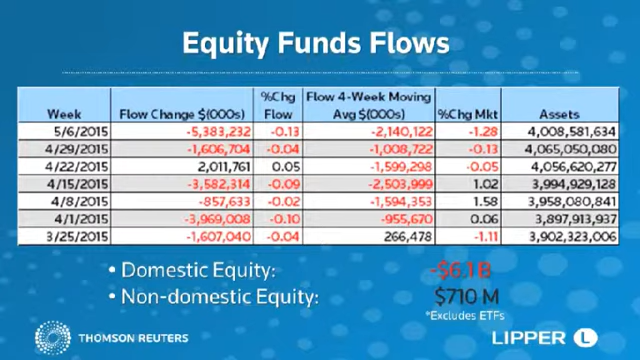 Equity Funds Flows
Week Flow Change $(000s) %Chg Flow Flow 4-Week Moving Avg $(000s) %Chg Mkt Assets
5/6/2015 -5,383,232 -0.13 -2,140,122 -1.28 4,008,581,634
4/29/2015 -1,606,704 -0.04 -1,008,722 -0.13 4,065,050,080
4/22/2015 2,011,761 0.05 -1,599,298 -0.05 4,056,620,277
4/15/2015 -3,582,314 -0.09 -2,503,999 1.02 3,994,929,128
4/8/2015 -857,633 -0.02 -1,594,353 1.58 3,958,080,841
4/1/2015 -3,969,008 -0.10 -955,670 0.06 3,897,913,937
3/25/2015 -1,607,040 -0.04 266,478 -1.11 3,902,323,006
• Domestic Equity: -$6.1 B
• Non-domestic Equity: $710 M
*Excludes ETFs
THOMSON REUTERS LIPPER L